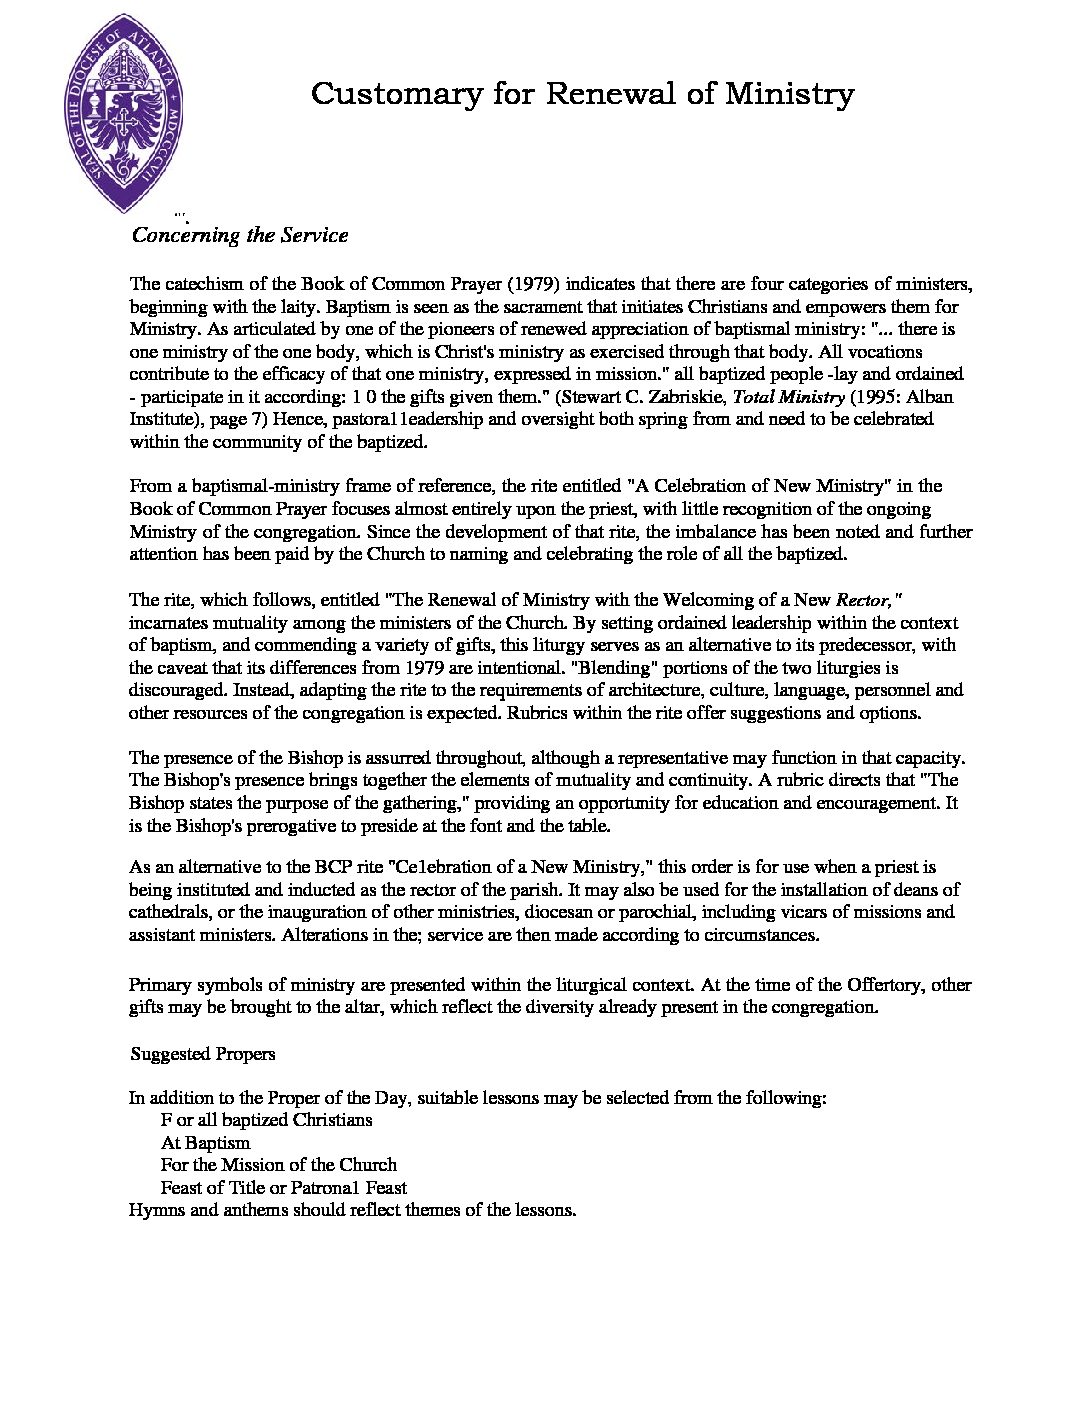 SEAL OF THE DIOCESE OF ATLANTA + MDCCCCVII
Customary for Renewal of Ministry
Concerning the Service
The catechism of the Book of Common Prayer (1979) indicates that there are four categories of ministers,
beginning with the laity. Baptism is seen as the sacrament that initiates Christians and empowers them for
Ministry. As articulated by one of the pioneers of renewed appreciation of baptismal ministry: "... there is
one ministry of the one body, which is Christ's ministry as exercised through that body. All vocations
contribute to the efficacy of that one ministry, expressed in mission." all baptized people -lay and ordained
- participate in it according: 1 0 the gifts given them." (Stewart C. Zabriskie, Total Ministry (1995: Alban
Institute), page 7) Hence, pastora11eadership and oversight both spring from and need to be celebrated
within the community of the baptized.
From a baptismal-ministry frame of reference, the rite entitled "A Celebration of New Ministry" in the
Book of Common Prayer focuses almost entirely upon the priest, with little recognition of the ongoing
Ministry of the congregation. Since the development of that rite, the imbalance has been noted and further
attention has been paid by the Church to naming and celebrating the role of all the baptized.
The rite, which follows, entitled "The Renewal of Ministry with the Welcoming of a New Rector,"
incarnates mutuality among the ministers of the Church. By setting ordained leadership within the context
of baptism, and commending a variety of gifts, this liturgy serves as an alternative to its predecessor, with
the caveat that its differences from 1979 are intentional. "Blending" portions of the two liturgies is
discouraged. Instead, adapting the rite to the requirements of architecture, culture, language, personnel and
other resources of the congregation is expected. Rubrics within the rite offer suggestions and options.
The presence of the Bishop is assurred throughout, although a representative may function in that capacity.
The Bishop's presence brings together the elements of mutuality and continuity. A rubric directs that "The
Bishop states the purpose of the gathering," providing an opportunity for education and encouragement. It
is the Bishop's prerogative to preside at the font and the table.
As an alternative to the BCP rite "Ce1ebration of a New Ministry," this order is for use when a priest is
being instituted and inducted as the rector of the parish. It may also be used for the installation of deans of
cathedrals, or the inauguration of other ministries, diocesan or parochial, including vicars of missions and
assistant ministers. Alterations in the; service are then made according to circumstances.
Primary symbols of ministry are presented within the liturgical context. At the time of the Offertory, other
gifts may be brought to the altar, which reflect the diversity already present in the congregation.
Suggested Propers
In addition to the Proper of the Day, suitable lessons may be selected from the following:
F or all baptized Christians
At Baptism
For the Mission of the Church
Feast of Title or Patrona1 Feast
Hymns and anthems should reflect themes of the lessons.